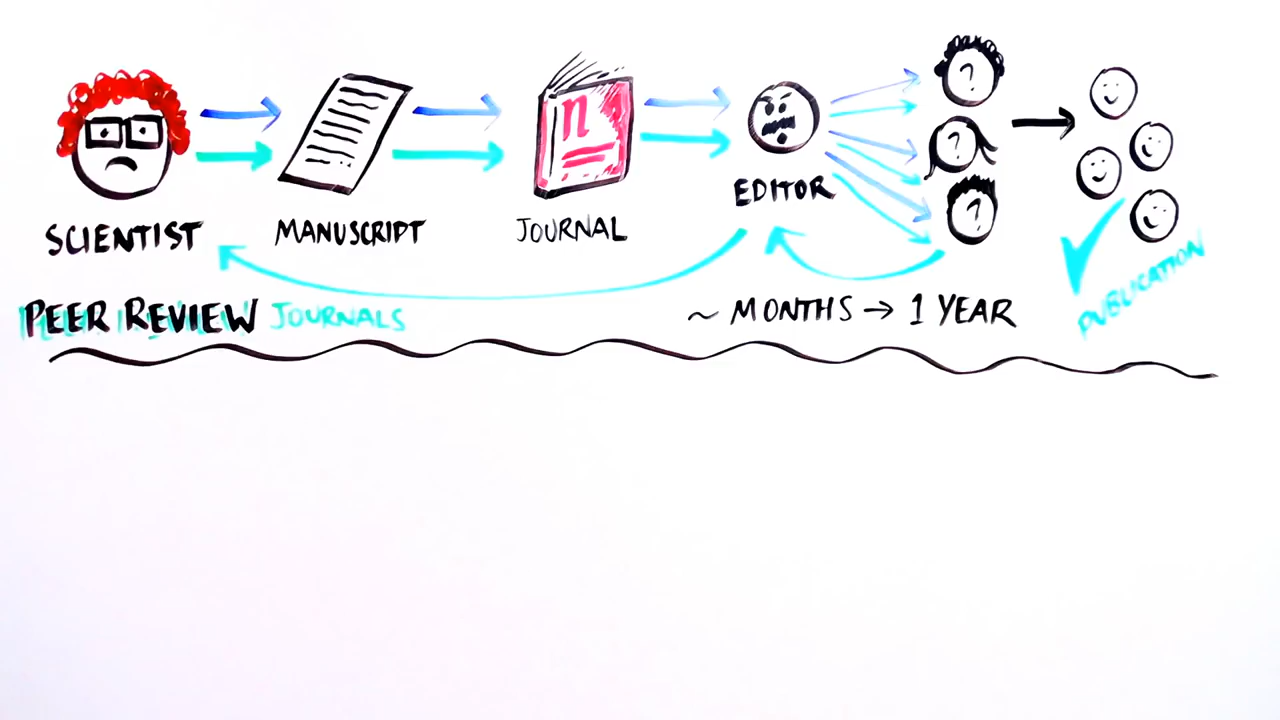 n
?
?
?
EDITOR
SCIENTIST
MANUSCRIPT
JOURNAL
PUBLICATION
PEER REVIEW JOURNALS
~ MONTHS → 1 YEAR